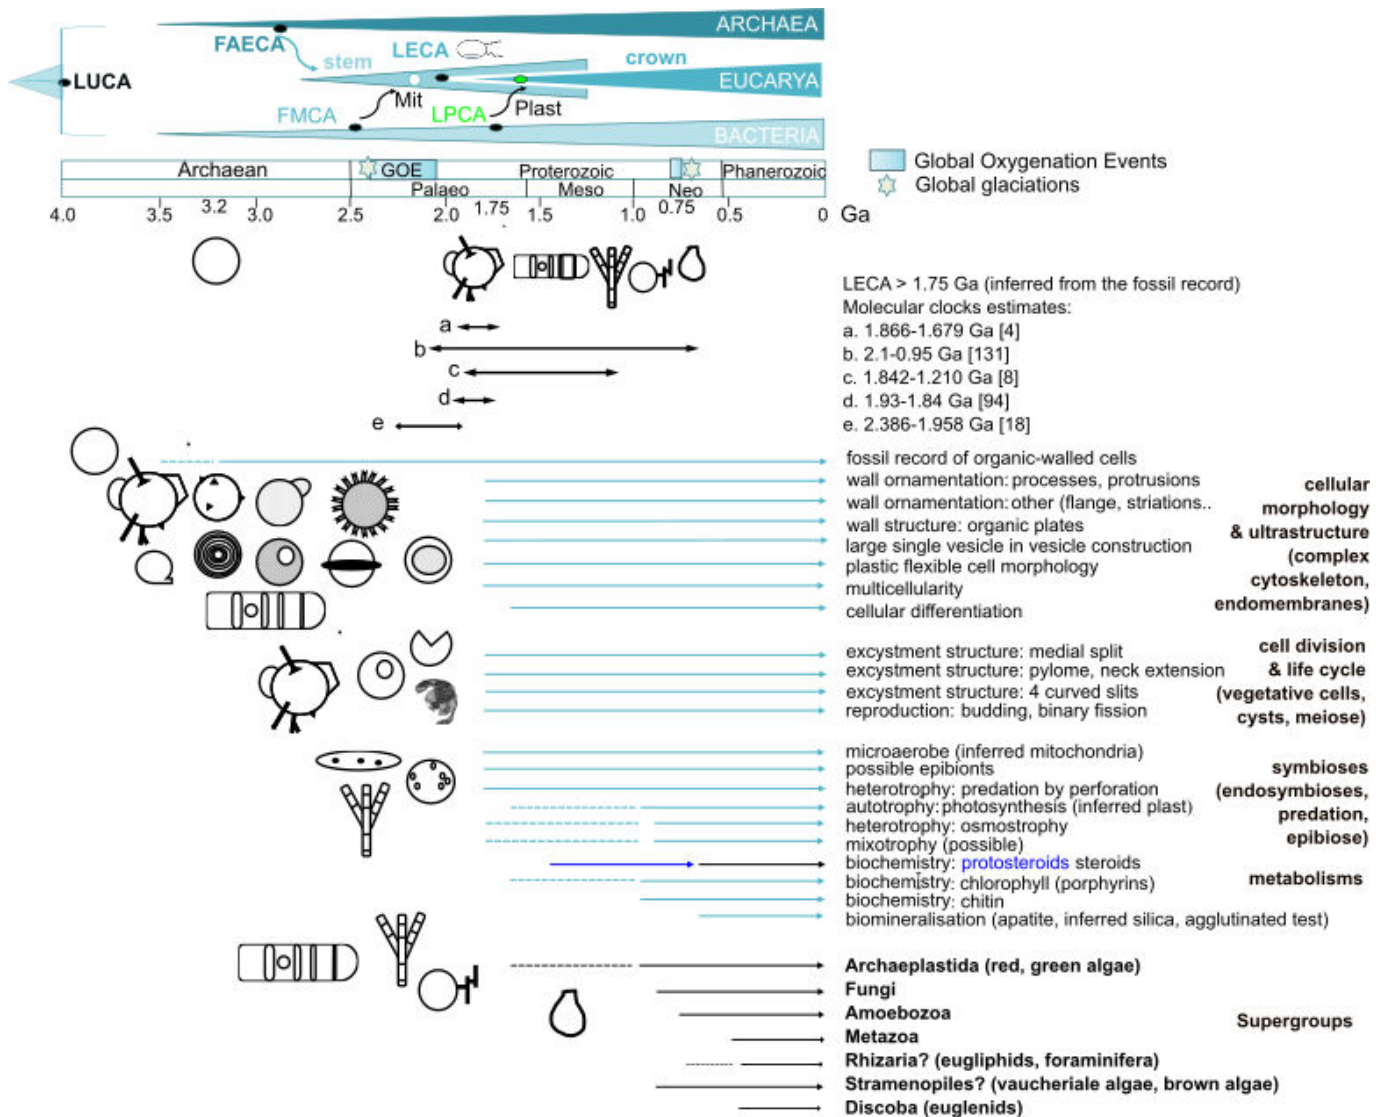 ARCHAEA
FAECA
LECA
stem
crown
LUCA
EUCARYA
Mit
FMCA
LPCA
Plast
BACTERIA
Archaean
GOE
Proterozoic
Phanerozoic
Palaeo
Meso
Neo
4.0 3.5 3.2 3.0 2.5 2.0 1.75 1.5 1.0 0.75 0.5 0 Ga
Global Oxygenation Events
Global glaciations
LECA > 1.75 Ga (inferred from the fossil record)
Molecular clocks estimates:
a. 1.866-1.679 Ga [4]
b. 2.1-0.95 Ga [131]
c. 1.842-1.210 Ga [8]
d. 1.93-1.84 Ga [94]
e. 2.386-1.958 Ga [18]
a
b
c
d
e
fossil record of organic-walled cells
wall ornamentation: processes, protrusions
wall ornamentation: other (flange, striations..
wall structure: organic plates
large single vesicle in vesicle construction
plastic flexible cell morphology
multicellularity
cellular differentiation
cellular
morphology
& ultrastructure
(complex
cytoskeleton,
endomembranes)
excystment structure: medial split
excystment structure: pylome, neck extension
excystment structure: 4 curved slits
reproduction: budding, binary fission
cell division
& life cycle
(vegetative cells,
cysts, meiose)
microaerobe (inferred mitochondria)
possible epibionts
heterotrophy: predation by perforation
autotrophy: photosynthesis (inferred plast)
heterotrophy: osmostrophy
mixotrophy (possible)
symbioses
(endosymbioses,
predation,
epibiose)
biochemistry: protosteroids steroids
biochemistry: chlorophyll (porphyrins)
biochemistry: chitin
biomineralisation (apatite, inferred silica, agglutinated test)
metabolisms
Archaeplastida (red, green algae)
Fungi
Amoebozoa
Metazoa
Rhizaria? (eugliphids, foraminifera)
Stramenopiles? (vaucheriale algae, brown algae)
Discoba (euglenids)
Supergroups